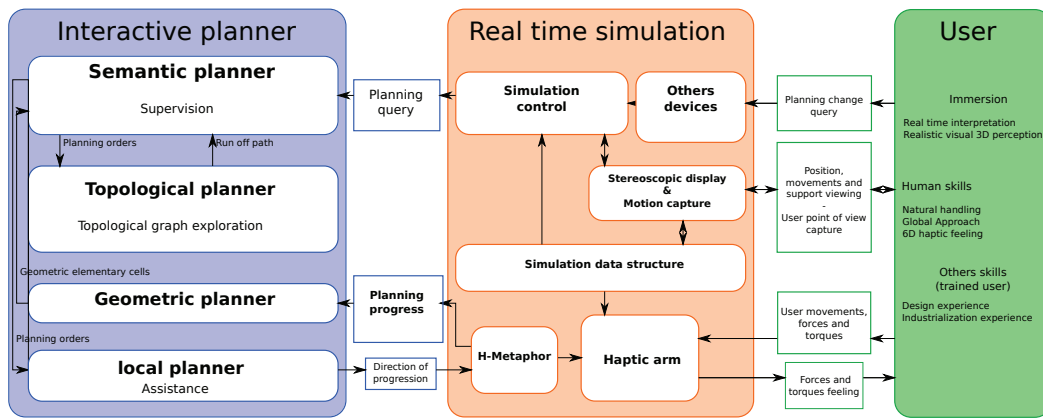 Interactive planner
Semantic planner
Supervision
Planning orders
Run off path
Topological planner
Topological graph exploration
Geometric elementary cells
Geometric planner
Planning orders
local planner
Assistance
Planning
query
Planning
progress
Direction of
progression
Real time simulation
Simulation
control
Others
devices
Stereoscopic display
&
Motion capture
Simulation data structure
H-Metaphor
Haptic arm
Planning change
query
Position,
movements and
support viewing
-
User point of view
capture
User movements,
forces and
torques
Forces and
torques feeling
User
Immersion
Real time interpretation
Realistic visual 3D perception
Human skills
Natural handling
Global Approach
6D haptic feeling
Others skills
(trained user)
Design experience
Industrialization experience